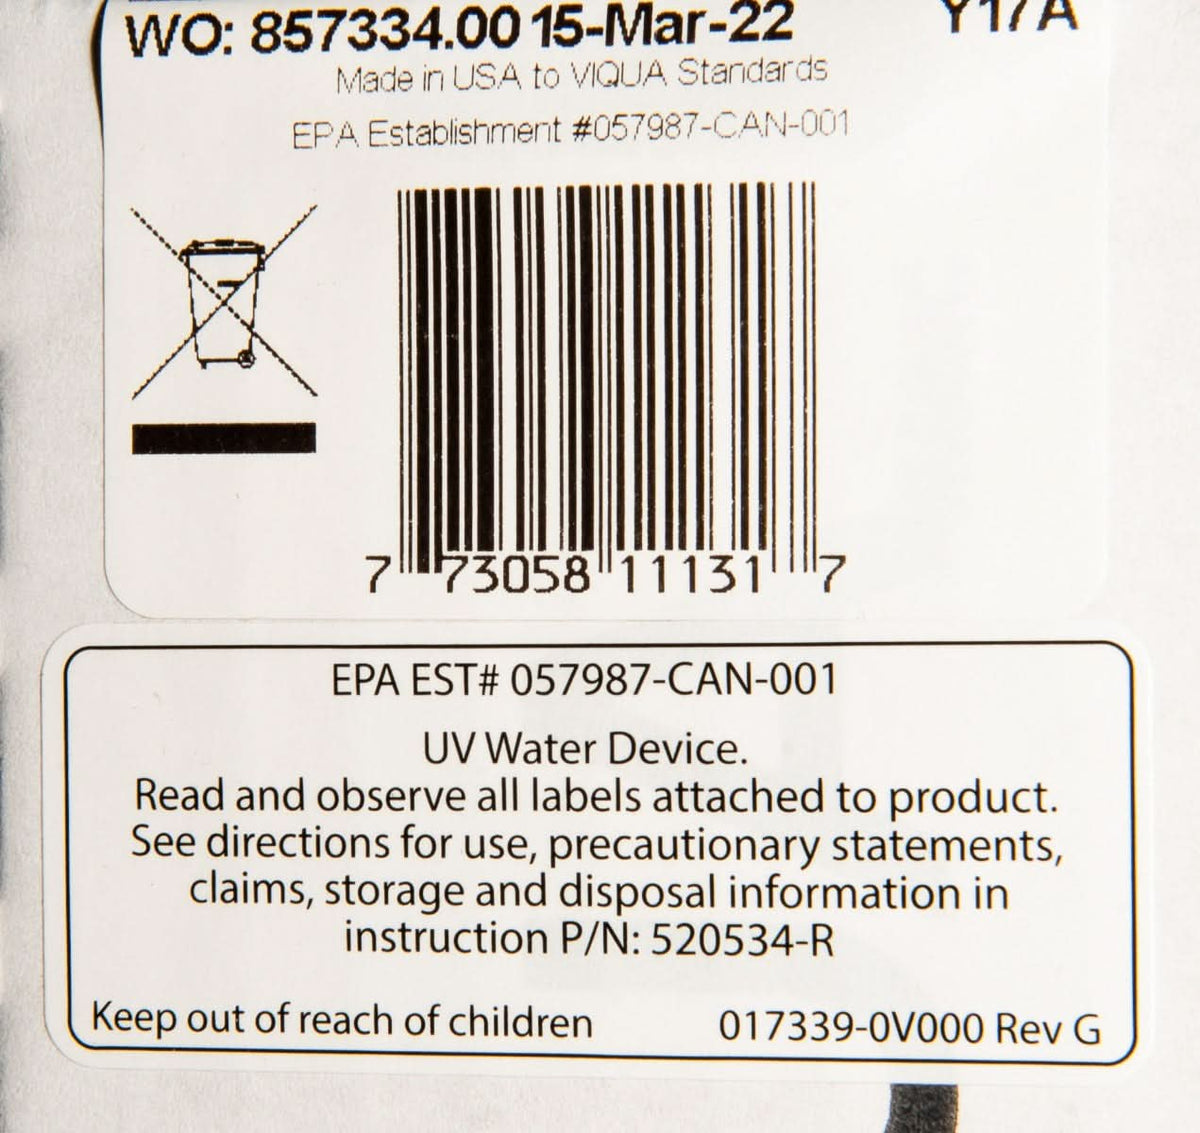 WO: 857334.00 15-Mar-22 Y17A
Made in USA to VIQUA Standards
EPA Establishment #057987-CAN-001
7 73058 11131 7
EPA EST# 057987-CAN-001
UV Water Device.
Read and observe all labels attached to product.
See directions for use, precautionary statements,
claims, storage and disposal information in
instruction P/N: 520534-R
Keep out of reach of children 017339-0V000 Rev G